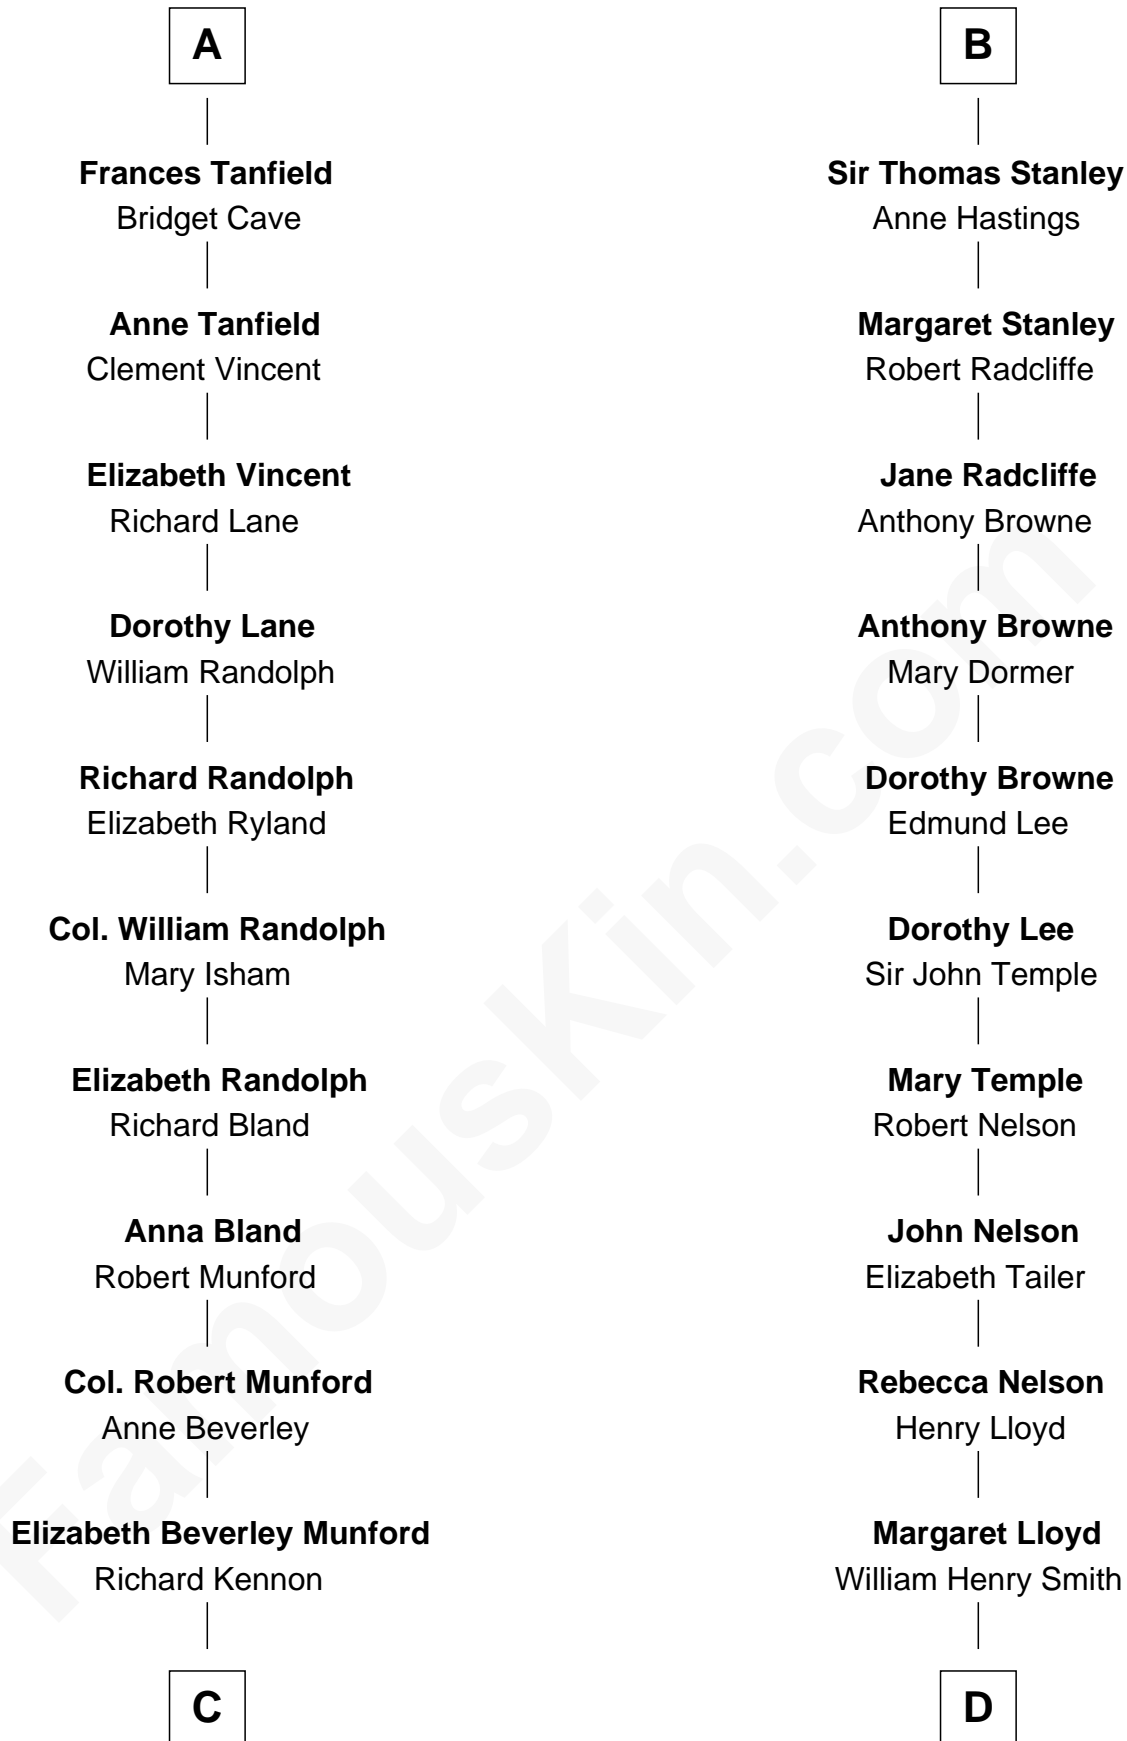 A
Frances Tanfield
Bridget Cave
Anne Tanfield
Clement Vincent
Elizabeth Vincent
Richard Lane
Dorothy Lane
William Randolph
Richard Randolph
Elizabeth Ryland
Col. William Randolph
Mary Isham
Elizabeth Randolph
Richard Bland
Anna Bland
Robert Munford
Col. Robert Munford
Anne Beverley
Elizabeth Beverley Munford
Richard Kennon
C
B
Sir Thomas Stanley
Anne Hastings
Margaret Stanley
Robert Radcliffe
Jane Radcliffe
Anthony Browne
Anthony Browne
Mary Dormer
Dorothy Browne
Edmund Lee
Dorothy Lee
Sir John Temple
Mary Temple
Robert Nelson
John Nelson
Elizabeth Tailer
Rebecca Nelson
Henry Lloyd
Margaret Lloyd
William Henry Smith
D
FamousKin.com